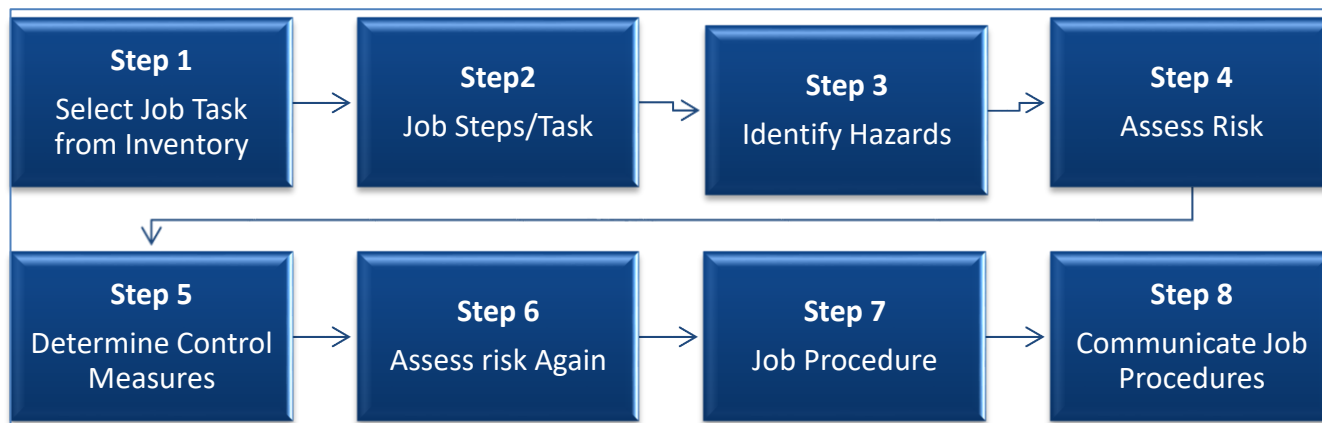 Step 1
Select Job Task
from Inventory
Step2
Job Steps/Task
Step 3
Identify Hazards
Step 4
Assess Risk
Step 5
Determine Control
Measures
Step 6
Assess risk Again
Step 7
Job Procedure
Step 8
Communicate Job
Procedures